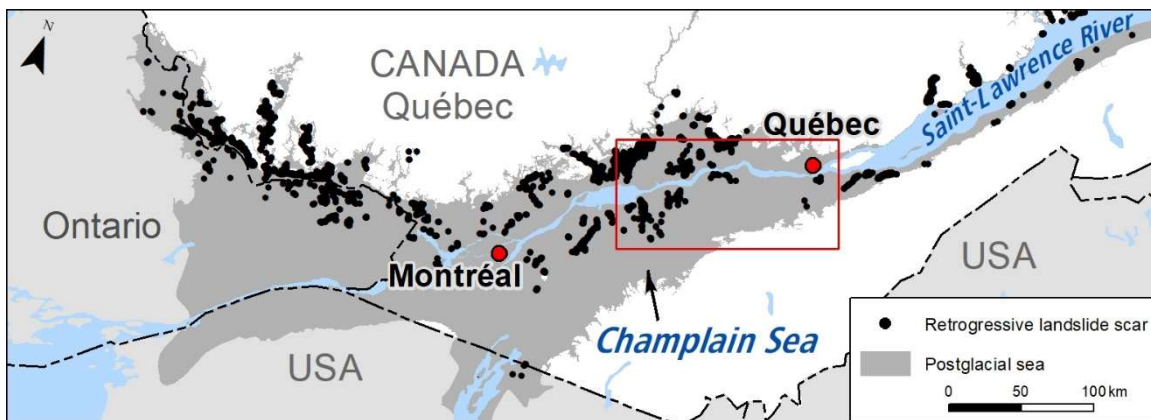 N
CANADA
Québec
Saint-Lawrence River
Québec
Ontario
Montréal
USA
USA
Champlain Sea
Retrogressive landslide scar
Postglacial sea
0 50 100 km